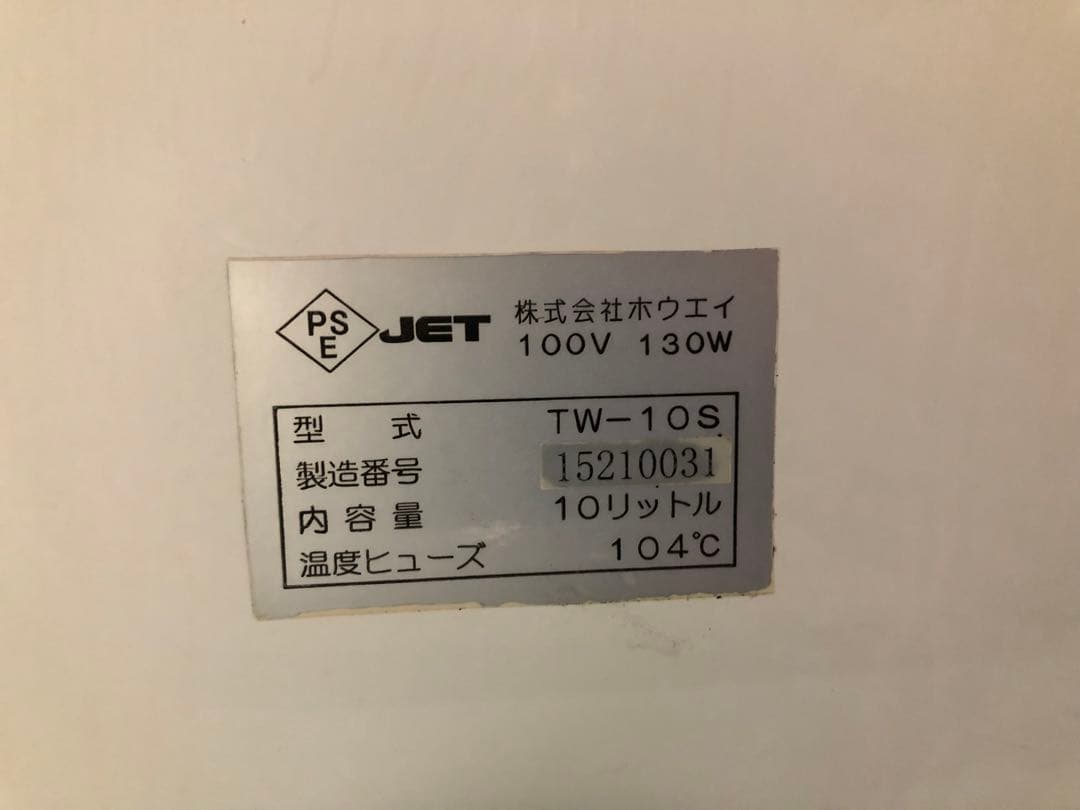 PS
E
JET
株式会社ホウエイ
100V 130W
型 式 TW-10S
製造番号 15210031
内容量 10リットル
温度ヒューズ 104℃